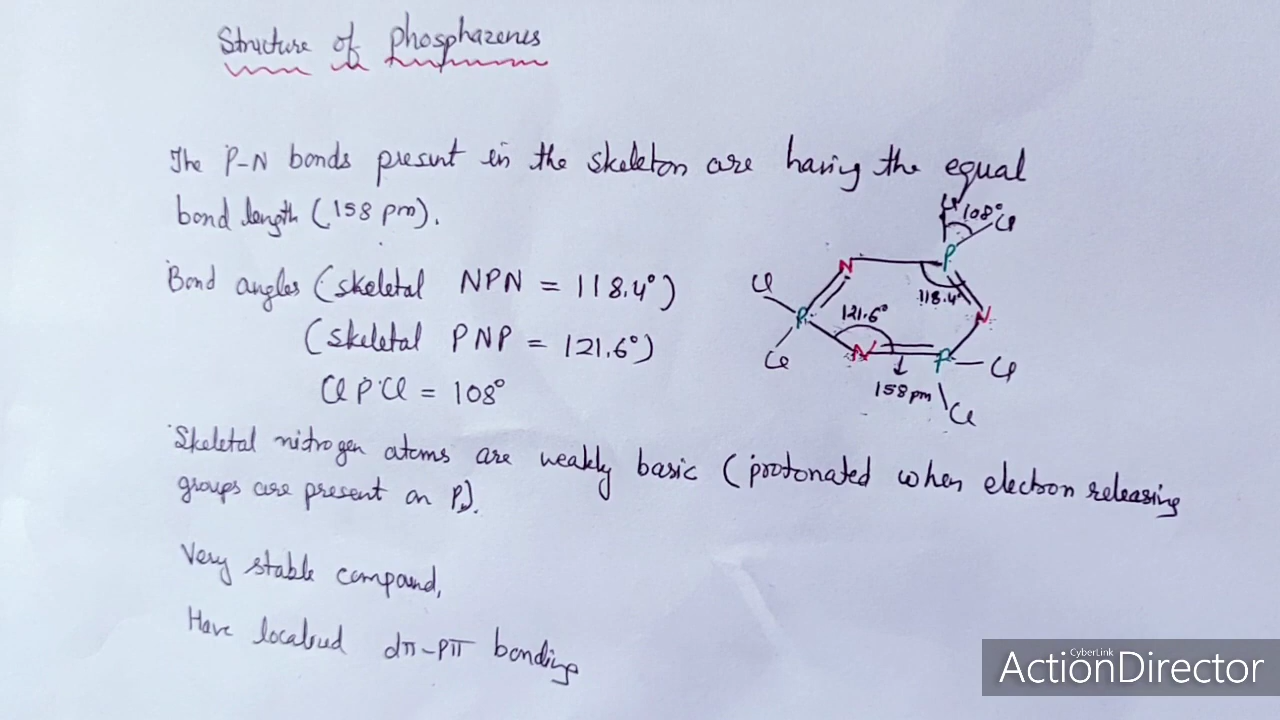 Structure of phosphazenes
The P-N bonds present in the skeleton are having the equal
bond length (158 pm).
Bond angles (skeletal NPN = 118.4°)
(skeletal PNP = 121.6°)
Cl P Cl = 108°
Skeletal nitrogen atoms are weakly basic (protonated when electron releasing
groups are present on P).
Very stable compound,
Have dπ-pπ bonding
Cl 108° Cl
N P
Cl 118.4°
P 121.6° N
Cl N P Cl
158 pm Cl
CyberLink
ActionDirector